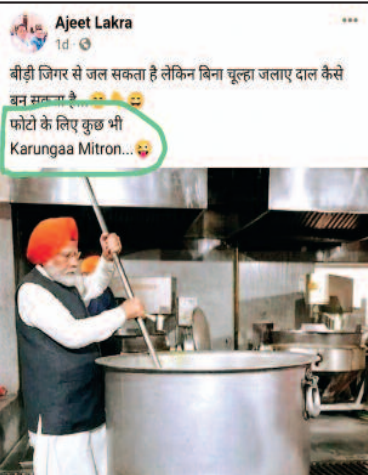 Ajeet Lakra
1d
बीड़ी जिगर से जल सकता है लेकिन बिना चूल्हा जलाए दाल कैसे
बन सकता है... 😀👍😄
फोटो के लिए कुछ भी
Karungaa Mitron...😜